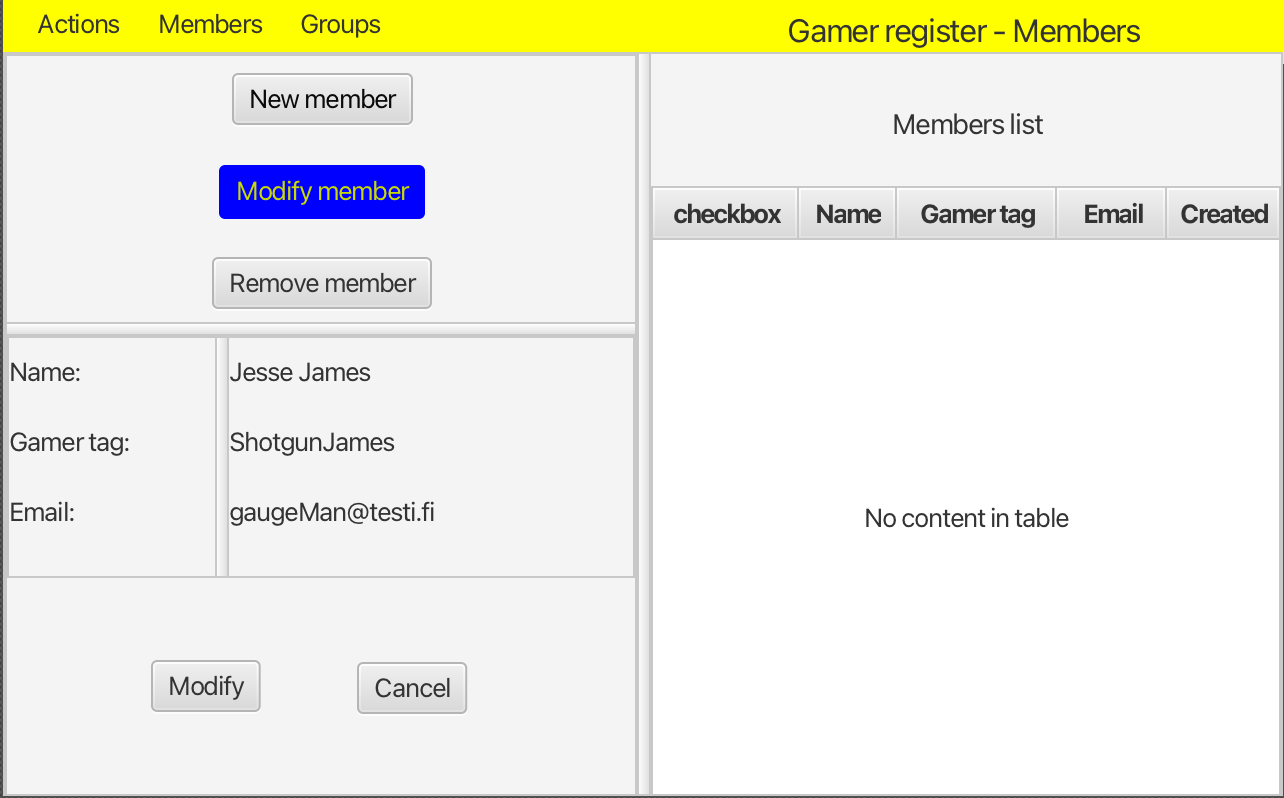 Actions Members Groups
Gamer register - Members
New member
Modify member
Remove member
Name: Jesse James
Gamer tag: ShotgunJames
Email: gaugeMan@testi.fi
Modify Cancel
Members list
checkbox Name Gamer tag Email Created
No content in table